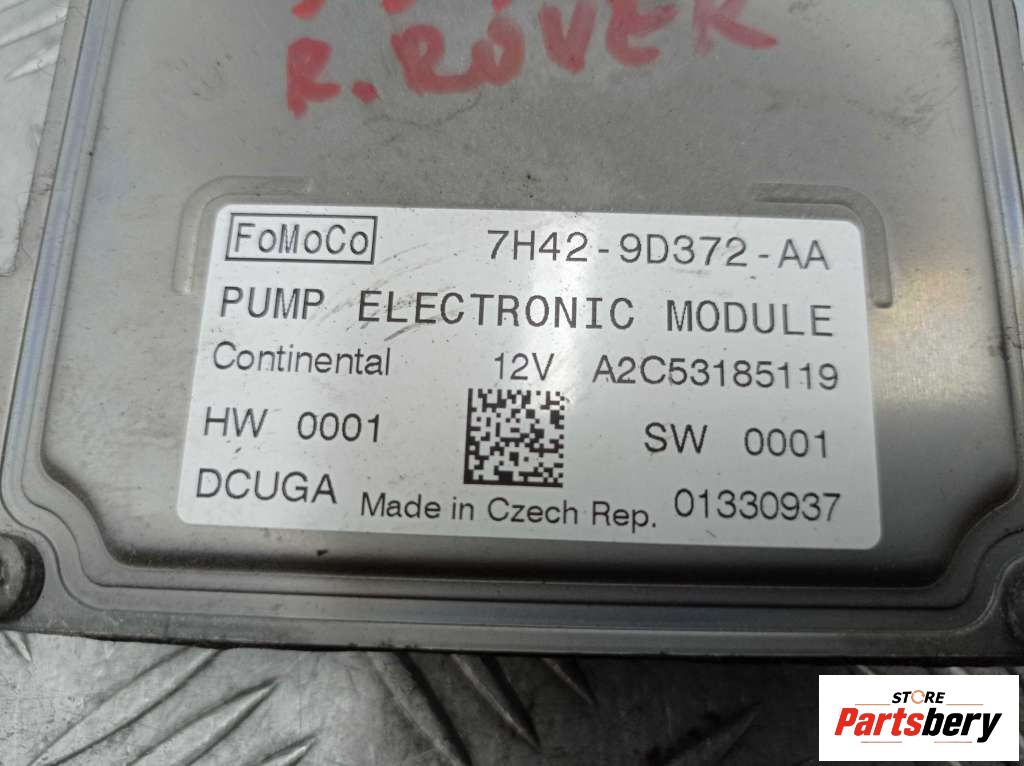 R. ROVER
FoMoCo 7H42-9D372-AA
PUMP ELECTRONIC MODULE
Continental 12V A2C53185119
HW 0001 SW 0001
DCUGA Made in Czech Rep. 01330937
STORE
Partsbery